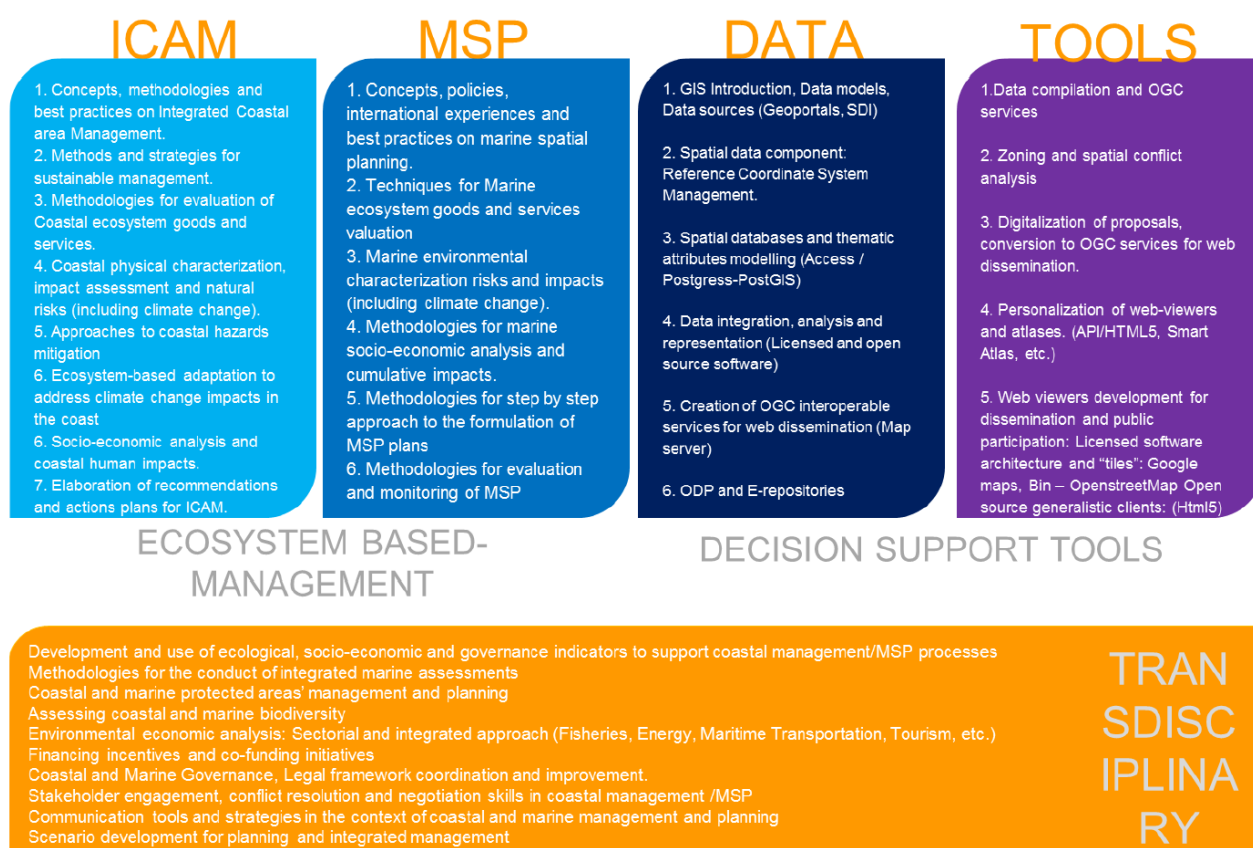 ICAM
1. Concepts, methodologies and
best practices on Integrated Coastal
area Management.
2. Methods and strategies for
sustainable management.
3. Methodologies for evaluation of
Coastal ecosystem goods and
services.
4. Coastal physical characterization,
impact assessment and natural
risks (including climate change).
5. Approaches to coastal hazards
mitigation
6. Ecosystem-based adaptation to
address climate change impacts in
the coast
6. Socio-economic analysis and
coastal human impacts.
7. Elaboration of recommendations
and actions plans for ICAM.
MSP
1. Concepts, policies,
international experiences and
best practices on marine spatial
planning.
2. Techniques for Marine
ecosystem goods and services
valuation
3. Marine environmental
characterization risks and impacts
(including climate change).
4. Methodologies for marine
socio-economic analysis and
cumulative impacts.
5. Methodologies for step by step
approach to the formulation of
MSP plans
6. Methodologies for evaluation
and monitoring of MSP
DATA
1. GIS Introduction, Data models,
Data sources (Geoportals, SDI)
2. Spatial data component:
Reference Coordinate System
Management.
3. Spatial databases and thematic
attributes modelling (Access /
Postgress-PostGIS)
4. Data integration, analysis and
representation (Licensed and open
source software)
5. Creation of OGC interoperable
services for web dissemination (Map
server)
6. ODP and E-repositories
TOOLS
1.Data compilation and OGC
services
2. Zoning and spatial conflict
analysis
3. Digitalization of proposals,
conversion to OGC services for web
dissemination.
4. Personalization of web-viewers
and atlases. (API/HTML5, Smart
Atlas, etc.)
5. Web viewers development for
dissemination and public
participation: Licensed software
architecture and “tiles”: Google
maps, Bin – OpenstreetMap Open
source generalistic clients: (Html5)
ECOSYSTEM BASED-
MANAGEMENT
DECISION SUPPORT TOOLS
Development and use of ecological, socio-economic and governance indicators to support coastal management/MSP processes
Methodologies for the conduct of integrated marine assessments
Coastal and marine protected areas’ management and planning
Assessing coastal and marine biodiversity
Environmental economic analysis: Sectorial and integrated approach (Fisheries, Energy, Maritime Transportation, Tourism, etc.)
Financing incentives and co-funding initiatives
Coastal and Marine Governance, Legal framework coordination and improvement.
Stakeholder engagement, conflict resolution and negotiation skills in coastal management /MSP
Communication tools and strategies in the context of coastal and marine management and planning
Scenario development for planning and integrated management
TRAN
SDISC
IPLINA
RY